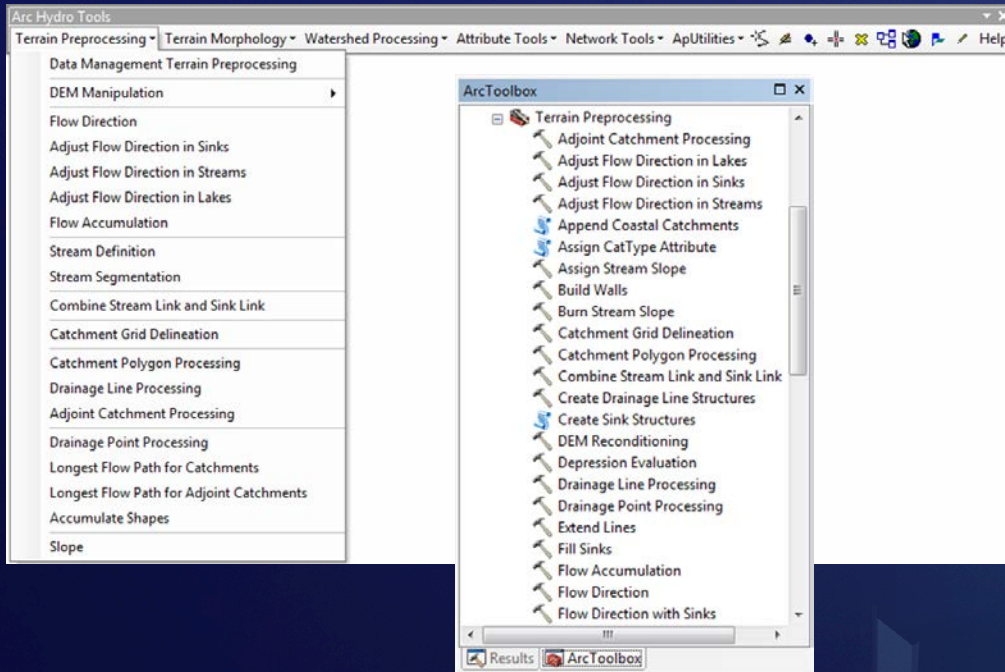 Arc Hydro Tools
Terrain Preprocessing Terrain Morphology Watershed Processing Attribute Tools Network Tools ApUtilities Help
Data Management Terrain Preprocessing
DEM Manipulation
Flow Direction
Adjust Flow Direction in Sinks
Adjust Flow Direction in Streams
Adjust Flow Direction in Lakes
Flow Accumulation
Stream Definition
Stream Segmentation
Combine Stream Link and Sink Link
Catchment Grid Delineation
Catchment Polygon Processing
Drainage Line Processing
Adjoint Catchment Processing
Drainage Point Processing
Longest Flow Path for Catchments
Longest Flow Path for Adjoint Catchments
Accumulate Shapes
Slope
ArcToolbox
Terrain Preprocessing
Adjoint Catchment Processing
Adjust Flow Direction in Lakes
Adjust Flow Direction in Sinks
Adjust Flow Direction in Streams
Append Coastal Catchments
Assign CatType Attribute
Assign Stream Slope
Build Walls
Burn Stream Slope
Catchment Grid Delineation
Catchment Polygon Processing
Combine Stream Link and Sink Link
Create Drainage Line Structures
Create Sink Structures
DEM Reconditioning
Depression Evaluation
Drainage Line Processing
Drainage Point Processing
Extend Lines
Fill Sinks
Flow Accumulation
Flow Direction
Flow Direction with Sinks
Results ArcToolbox